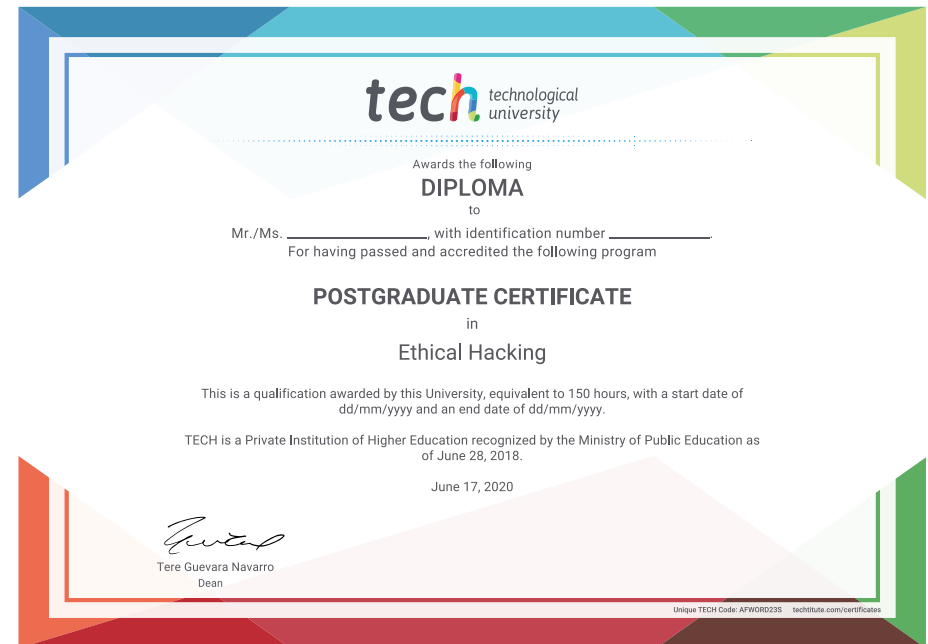 tech technological
university
Awards the following
DIPLOMA
to
Mr./Ms. ____________________, with identification number ______________.
For having passed and accredited the following program
POSTGRADUATE CERTIFICATE
in
Ethical Hacking
This is a qualification awarded by this University, equivalent to 150 hours, with a start date of
dd/mm/yyyy and an end date of dd/mm/yyyy.
TECH is a Private Institution of Higher Education recognized by the Ministry of Public Education as
of June 28, 2018.
June 17, 2020
Tere Guevara Navarro
Dean
Unique TECH Code: AFWORD23S techtitute.com/certificates